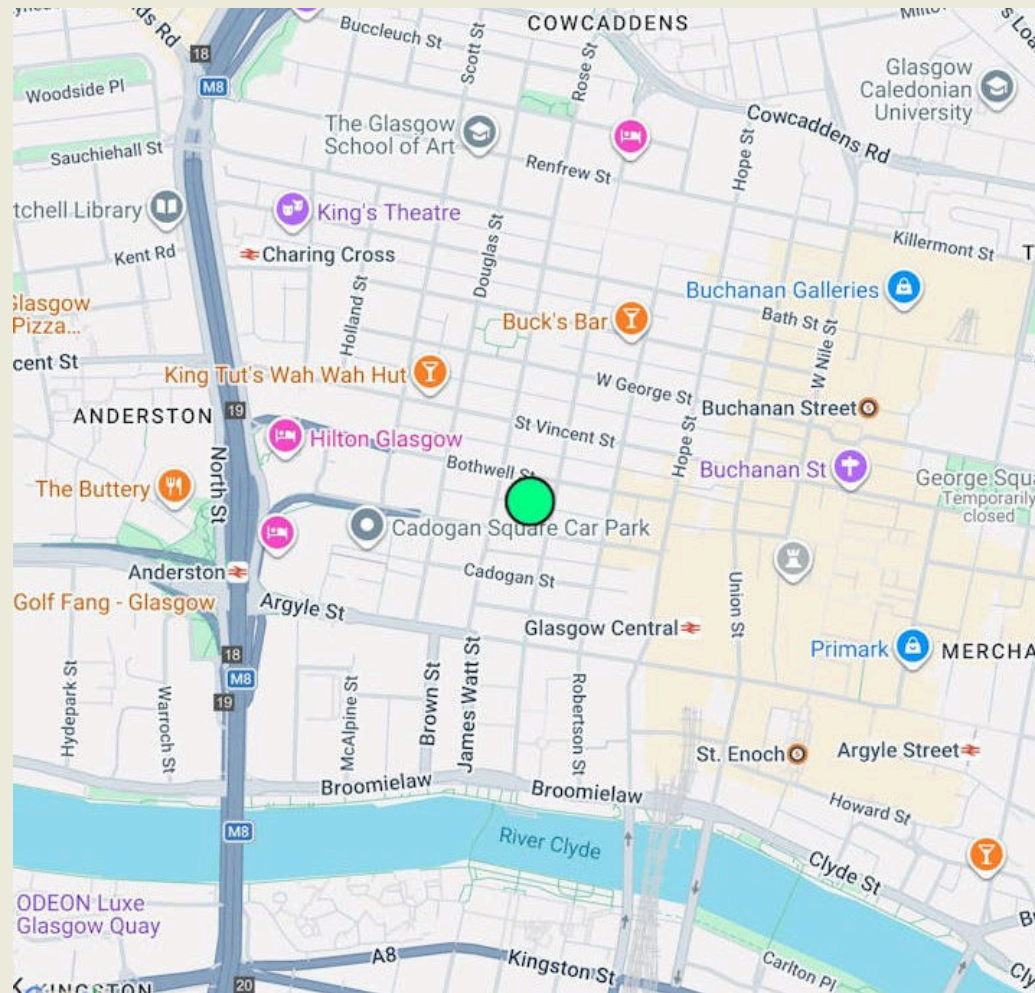 COWCADDENS
ds Rd
18
M8
Buccleuch St
Scott St
Rose St
Woodside Pl
The Glasgow
School of Art
Glasgow
Caledonian
University
Cowcaddens Rd
Hope St
Sauchiehall St
Renfrew St
tchell Library
King's Theatre
Kent Rd
Charing Cross
Douglas St
Killermont St
Glasgow
Pizza...
Holland St
Buck's Bar
Buchanan Galleries
Bath St
W Nile St
cent St
King Tut's Wah Wah Hut
W George St
ANDERSTON
19
Buchanan Street
St Vincent St
Hope St
Hilton Glasgow
Bothwell St
Buchanan St
George Squa
Temporarily
closed
The Buttery
North St
Cadogan Square Car Park
Anderston
Cadogan St
Union St
Golf Fang - Glasgow
Argyle St
Glasgow Central
Primark
MERCHA
18
M8
19
Hydepark St
Warroch St
McAlpine St
Brown St
James Watt St
Robertson St
St. Enoch
Argyle Street
Broomielaw
Broomielaw
Howard St
M8
River Clyde
Clyde St
ODEON Luxe
Glasgow Quay
A8
Kingston St
Carlton Pl
20